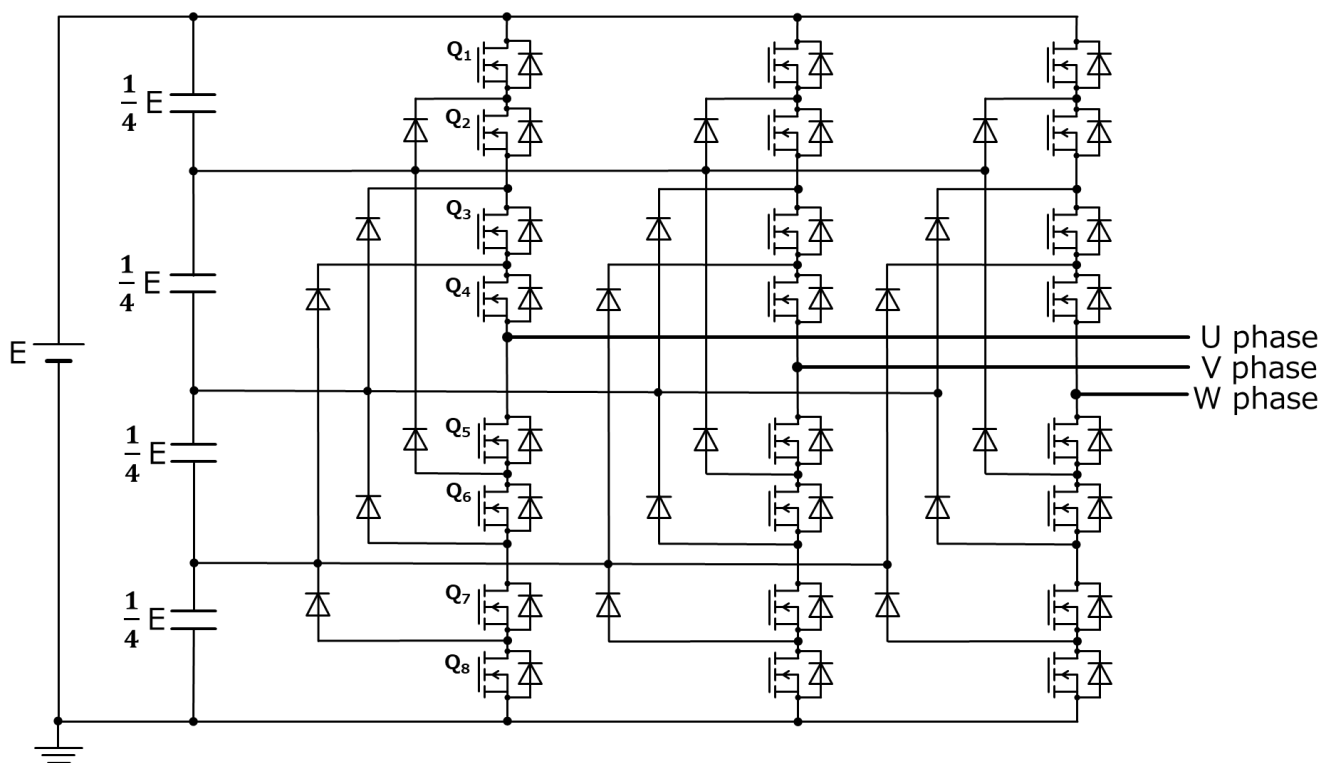 Q₁
1/4 E
Q₂
Q₃
1/4 E
Q₄
E
U phase
V phase
W phase
1/4 E
Q₅
Q₆
1/4 E
Q₇
Q₈